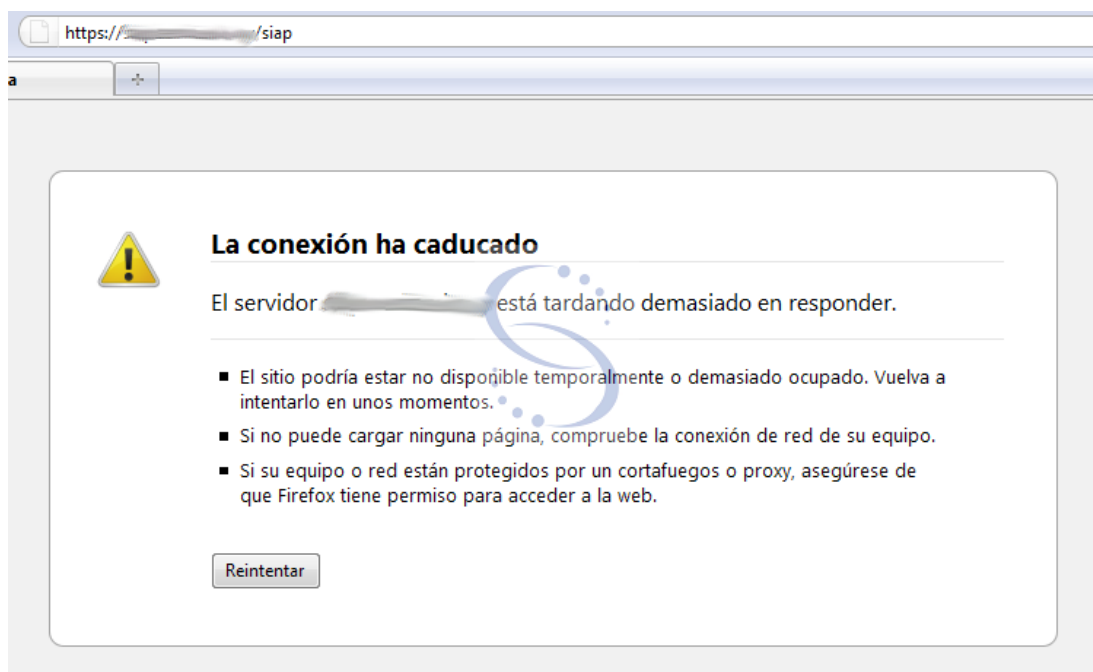 https:// /siap
a
La conexión ha caducado
El servidor está tardando demasiado en responder.
El sitio podría estar no disponible temporalmente o demasiado ocupado. Vuelva a
intentarlo en unos momentos.
Si no puede cargar ninguna página, compruebe la conexión de red de su equipo.
Si su equipo o red están protegidos por un cortafuegos o proxy, asegúrese de
que Firefox tiene permiso para acceder a la web.
Reintentar